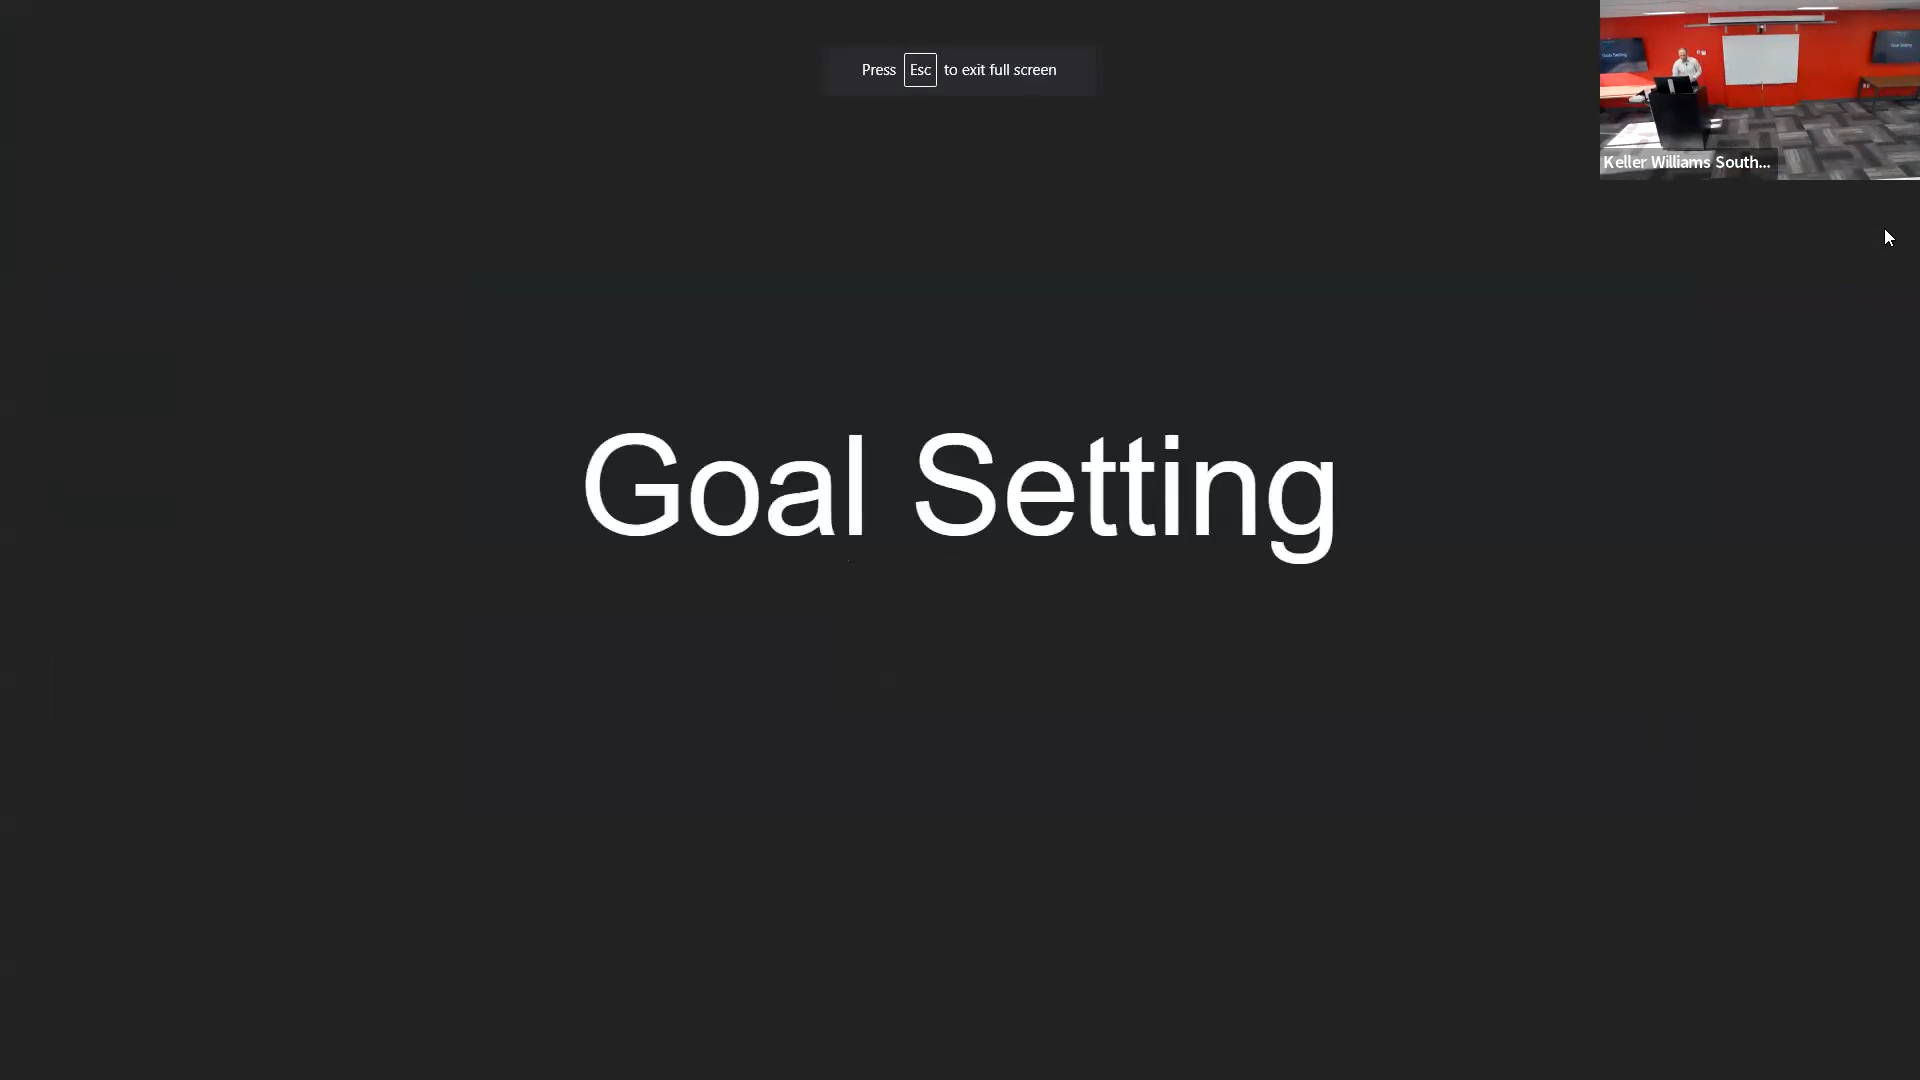 Press Esc to exit full screen
Keller Williams South...
Goal Setting